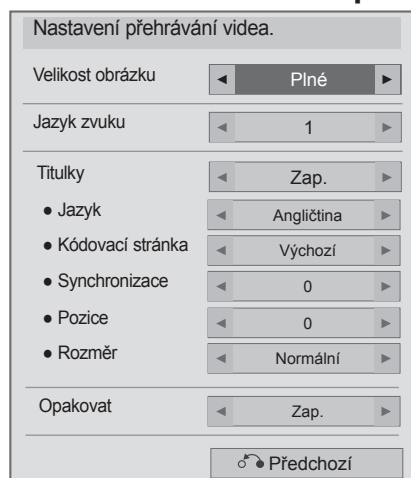 Nastavení přehrávání videa.
Velikost obrázku ◄ Plné ►
Jazyk zvuku ◄ 1 ►
Titulky ◄ Zap. ►
● Jazyk ◄ Angličtina ►
● Kódovací stránka ◄ Výchozí ►
● Synchronizace ◄ 0 ►
● Pozice ◄ 0 ►
● Rozměr ◄ Normální ►
Opakovat ◄ Zap. ►
Předchozí